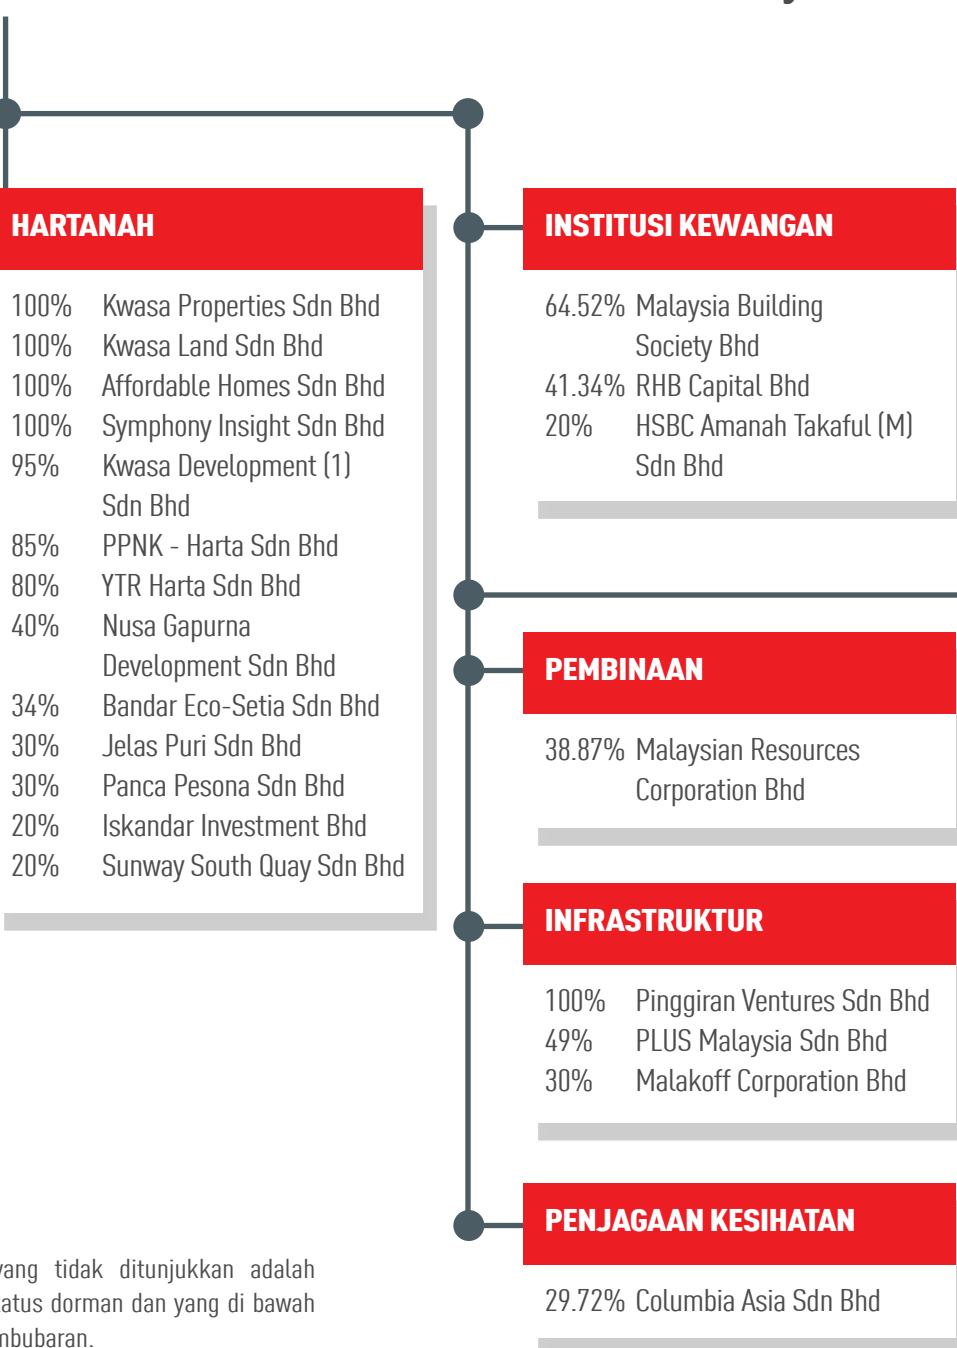 HARTANAH
100% Kwasa Properties Sdn Bhd
100% Kwasa Land Sdn Bhd
100% Affordable Homes Sdn Bhd
100% Symphony Insight Sdn Bhd
95% Kwasa Development (1)
Sdn Bhd
85% PPNK - Harta Sdn Bhd
80% YTR Harta Sdn Bhd
40% Nusa Gapurna
Development Sdn Bhd
34% Bandar Eco-Setia Sdn Bhd
30% Jelas Puri Sdn Bhd
30% Panca Pesona Sdn Bhd
20% Iskandar Investment Bhd
20% Sunway South Quay Sdn Bhd
INSTITUSI KEWANGAN
64.52% Malaysia Building
Society Bhd
41.34% RHB Capital Bhd
20% HSBC Amanah Takaful (M)
Sdn Bhd
PEMBINAAN
38.87% Malaysian Resources
Corporation Bhd
INFRASTRUKTUR
100% Pinggiran Ventures Sdn Bhd
49% PLUS Malaysia Sdn Bhd
30% Malakoff Corporation Bhd
PENJAGAAN KESIHATAN
29.72% Columbia Asia Sdn Bhd
yang tidak ditunjukkan adalah
tatus dorman dan yang di bawah
mbubaran.